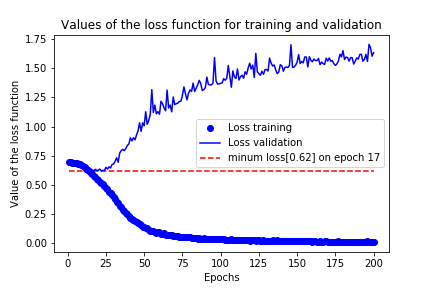 Values of the loss function for training and validation
Value of the loss function
1.75
1.50
1.25
1.00
0.75
0.50
0.25
0.00
Loss training
Loss validation
minum loss[0.62] on epoch 17
0 25 50 75 100 125 150 175 200
Epochs